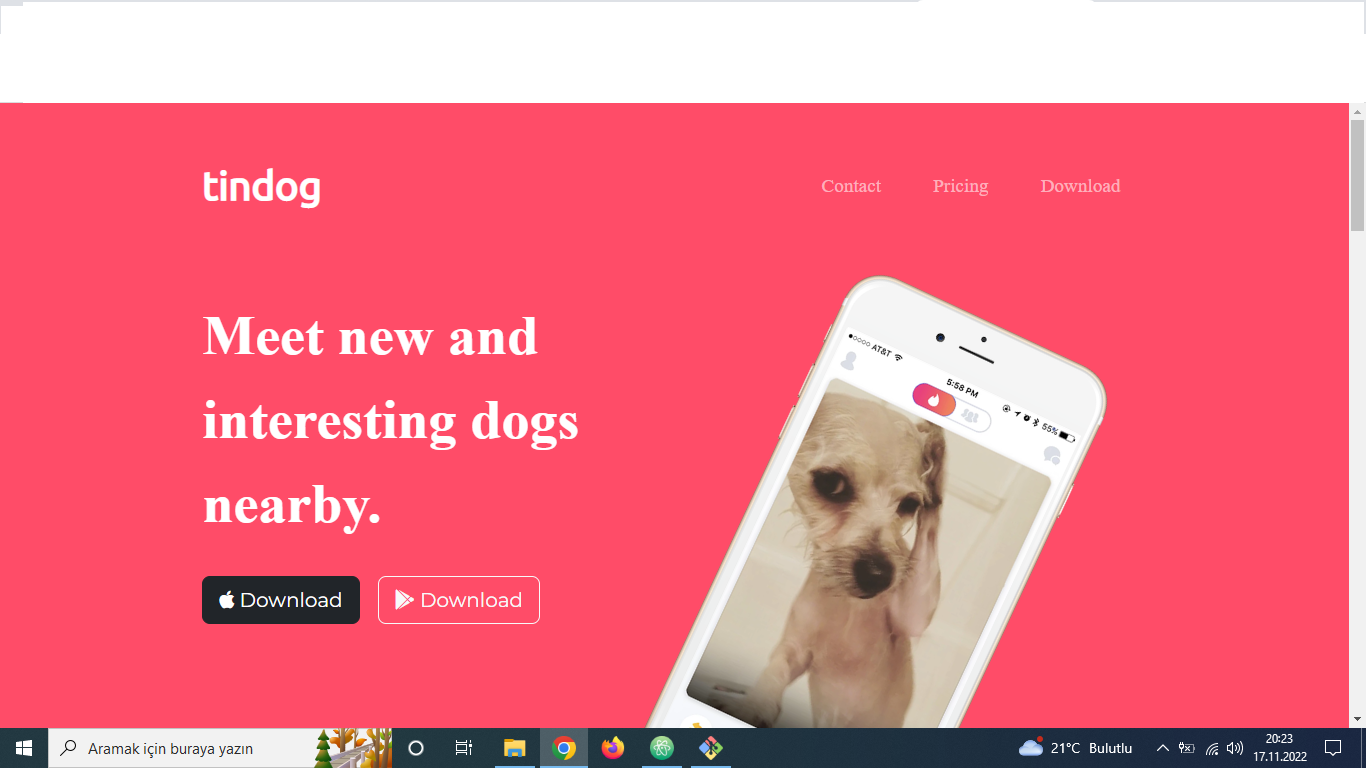 tindog
Contact Pricing Download
Meet new and
interesting dogs
nearby.
Download Download
AT&T
5:58 PM
55%
Aramak için buraya yazın
21°C Bulutlu
20:23
17.11.2022